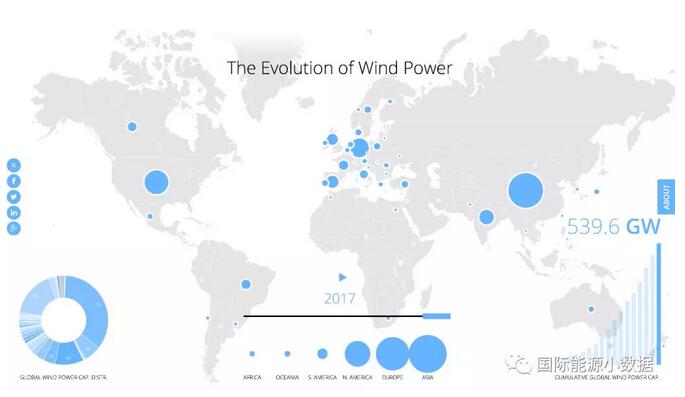 The Evolution of Wind Power
ABOUT
539.6 GW
2017
AFRICA
OCEANIA
S. AMERICA
N. AMERICA
EUROPE
ASIA
GLOBAL WIND POWER CAP. DISTR.
国际能源小数据
CUMULATIVE GLOBAL WIND POWER CAP.